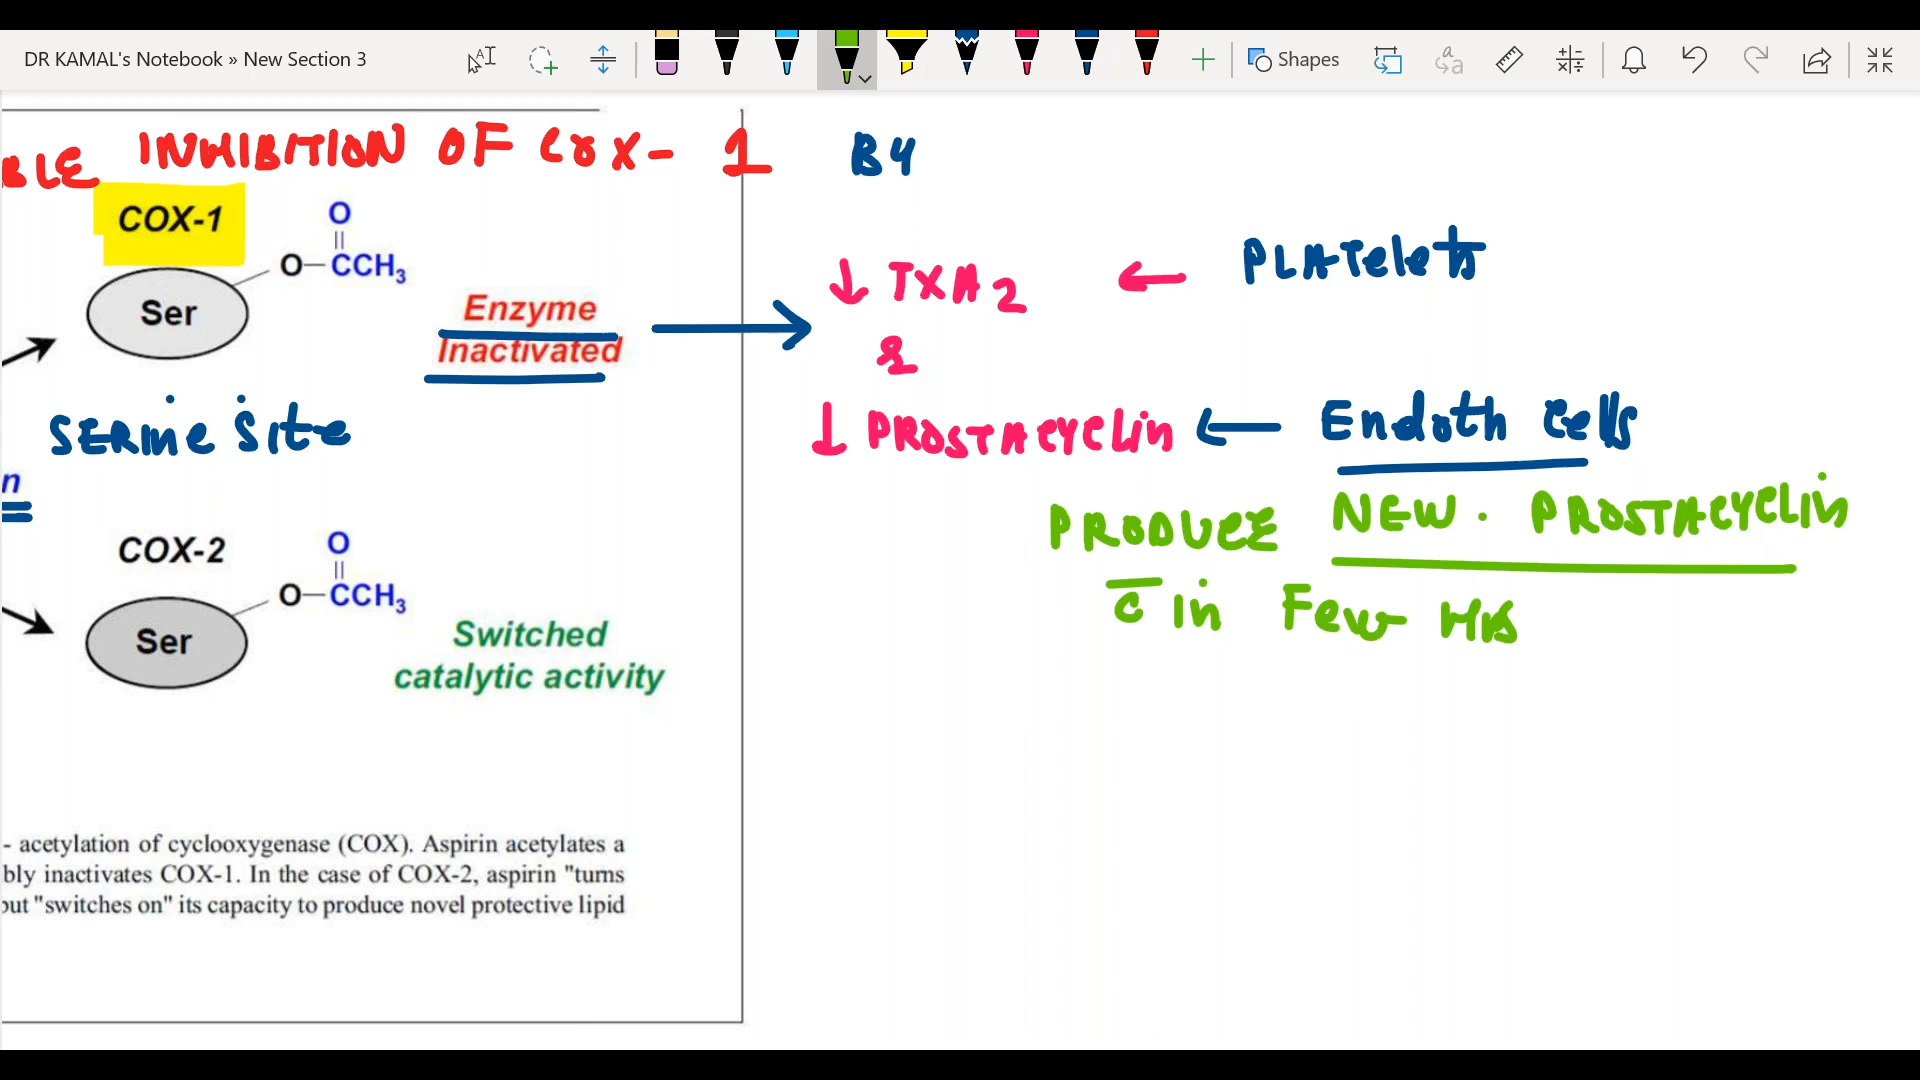 DR KAMAL's Notebook » New Section 3
Shapes
BLE INHIBITION OF COX- 1 BY
COX-1
O
O-CCH3
Ser
Enzyme
Inactivated
↓ TXA2 ← PLATelets
&
↓ PROSTACYCLin ← Endoth Cells
SERine Site
n
PRODUCE NEW. PROSTACYCLin
c̅ in Few Hrs
COX-2
O
O-CCH3
Ser
Switched
catalytic activity
- acetylation of cyclooxygenase (COX). Aspirin acetylates a
bly inactivates COX-1. In the case of COX-2, aspirin "turns
out "switches on" its capacity to produce novel protective lipid